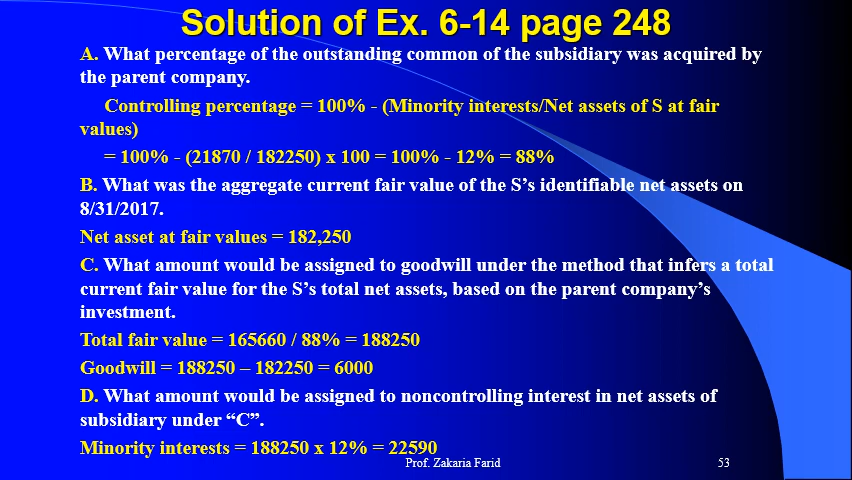 Solution of Ex. 6-14 page 248
A. What percentage of the outstanding common of the subsidiary was acquired by
the parent company.
Controlling percentage = 100% - (Minority interests/Net assets of S at fair
values)
= 100% - (21870 / 182250) x 100 = 100% - 12% = 88%
B. What was the aggregate current fair value of the S’s identifiable net assets on
8/31/2017.
Net asset at fair values = 182,250
C. What amount would be assigned to goodwill under the method that infers a total
current fair value for the S’s total net assets, based on the parent company’s
investment.
Total fair value = 165660 / 88% = 188250
Goodwill = 188250 – 182250 = 6000
D. What amount would be assigned to noncontrolling interest in net assets of
subsidiary under “C”.
Minority interests = 188250 x 12% = 22590
Prof. Zakaria Farid 53